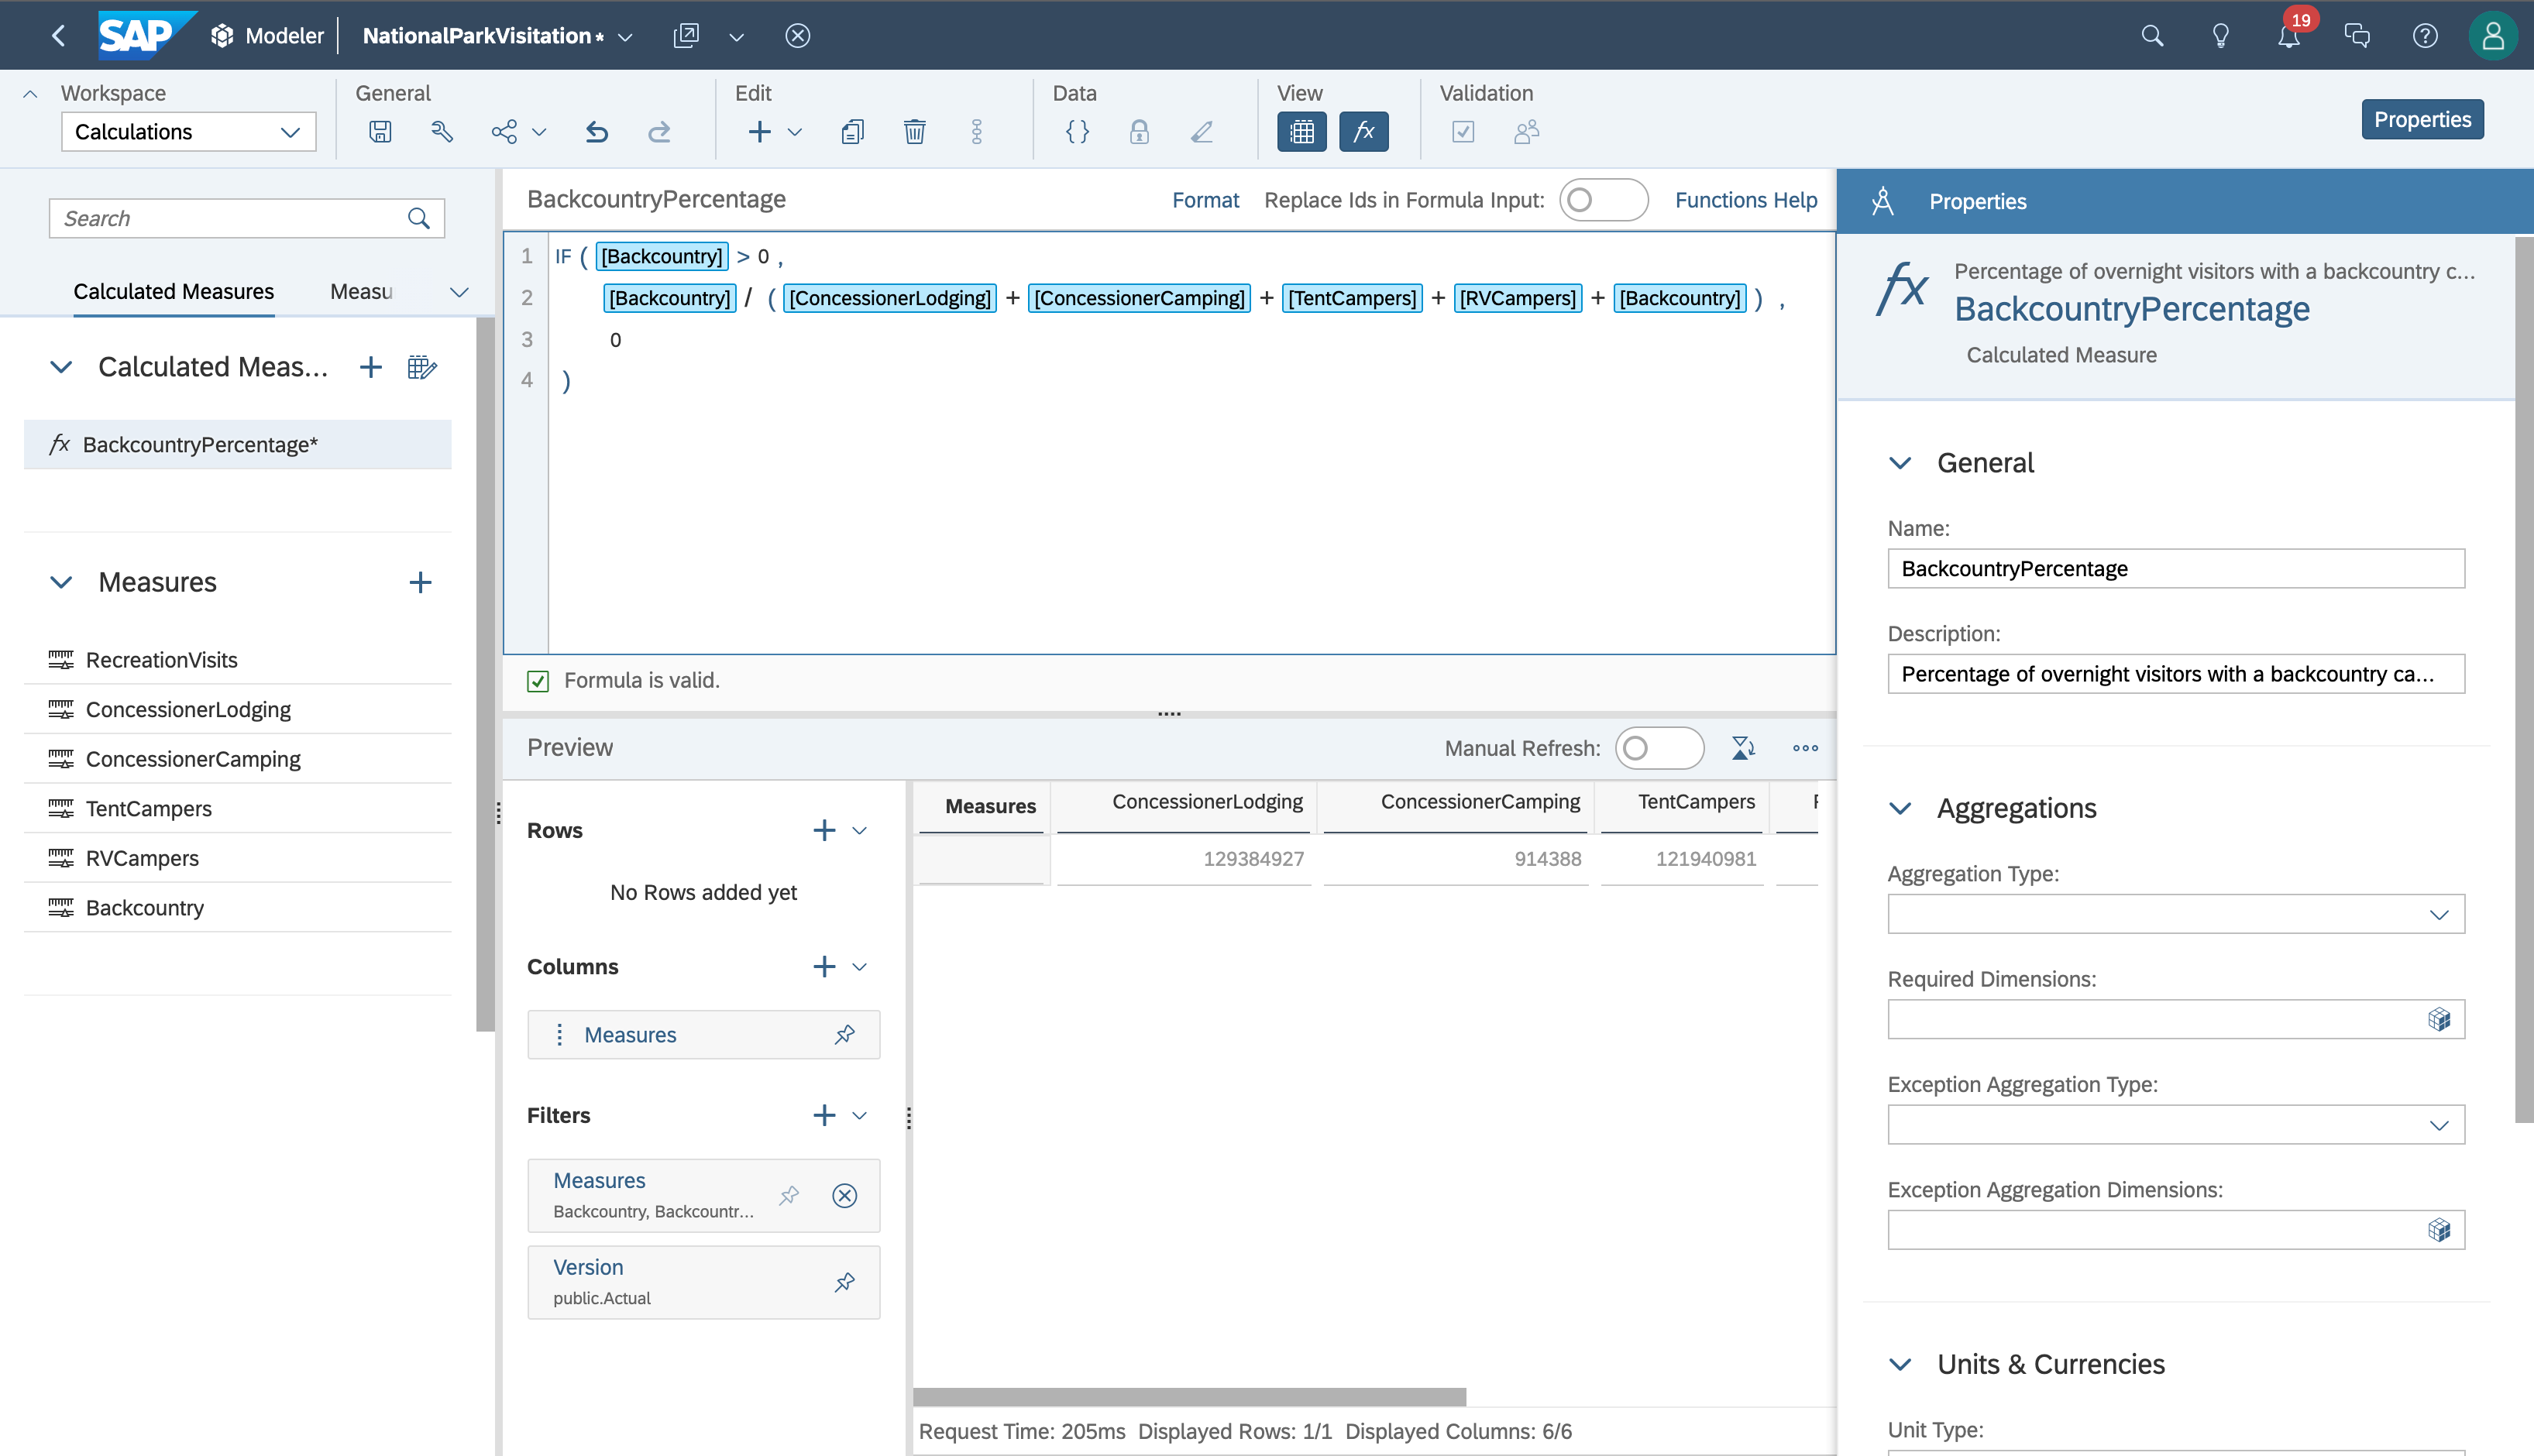 SAP Modeler NationalParkVisitation* 19
Workspace General Edit Data View Validation
Calculations
Properties
Search
Calculated Measures Measu
Calculated Meas...
fx BackcountryPercentage*
Measures
RecreationVisits
ConcessionerLodging
ConcessionerCamping
TentCampers
RVCampers
Backcountry
BackcountryPercentage Format Replace Ids in Formula Input: Functions Help
1 IF ( [Backcountry] > 0 ,
2 [Backcountry] / ( [ConcessionerLodging] + [ConcessionerCamping] + [TentCampers] + [RVCampers] + [Backcountry] ) ,
3 0
4 )
Formula is valid.
Preview Manual Refresh:
Rows
No Rows added yet
Columns
Measures
Filters
Measures
Backcountry, Backcountr...
Version
public.Actual
Measures ConcessionerLodging ConcessionerCamping TentCampers
129384927 914388 121940981
Request Time: 205ms Displayed Rows: 1/1 Displayed Columns: 6/6
Properties
fx Percentage of overnight visitors with a backcountry c...
BackcountryPercentage
Calculated Measure
General
Name:
BackcountryPercentage
Description:
Percentage of overnight visitors with a backcountry ca...
Aggregations
Aggregation Type:
Required Dimensions:
Exception Aggregation Type:
Exception Aggregation Dimensions:
Units & Currencies
Unit Type: